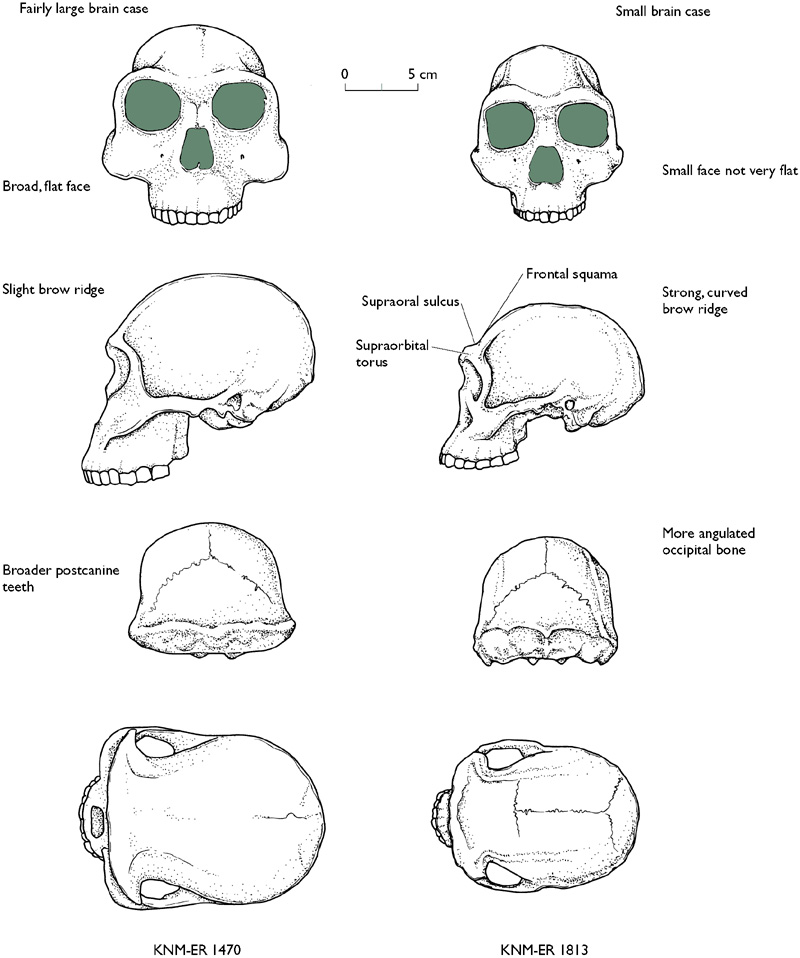 Fairly large brain case
Small brain case
0
5 cm
Broad, flat face
Small face not very flat
Slight brow ridge
Frontal squama
Supraoral sulcus
Supraorbital
torus
Strong, curved
brow ridge
Broader postcanine
teeth
More angulated
occipital bone
KNM-ER 1470
KNM-ER 1813